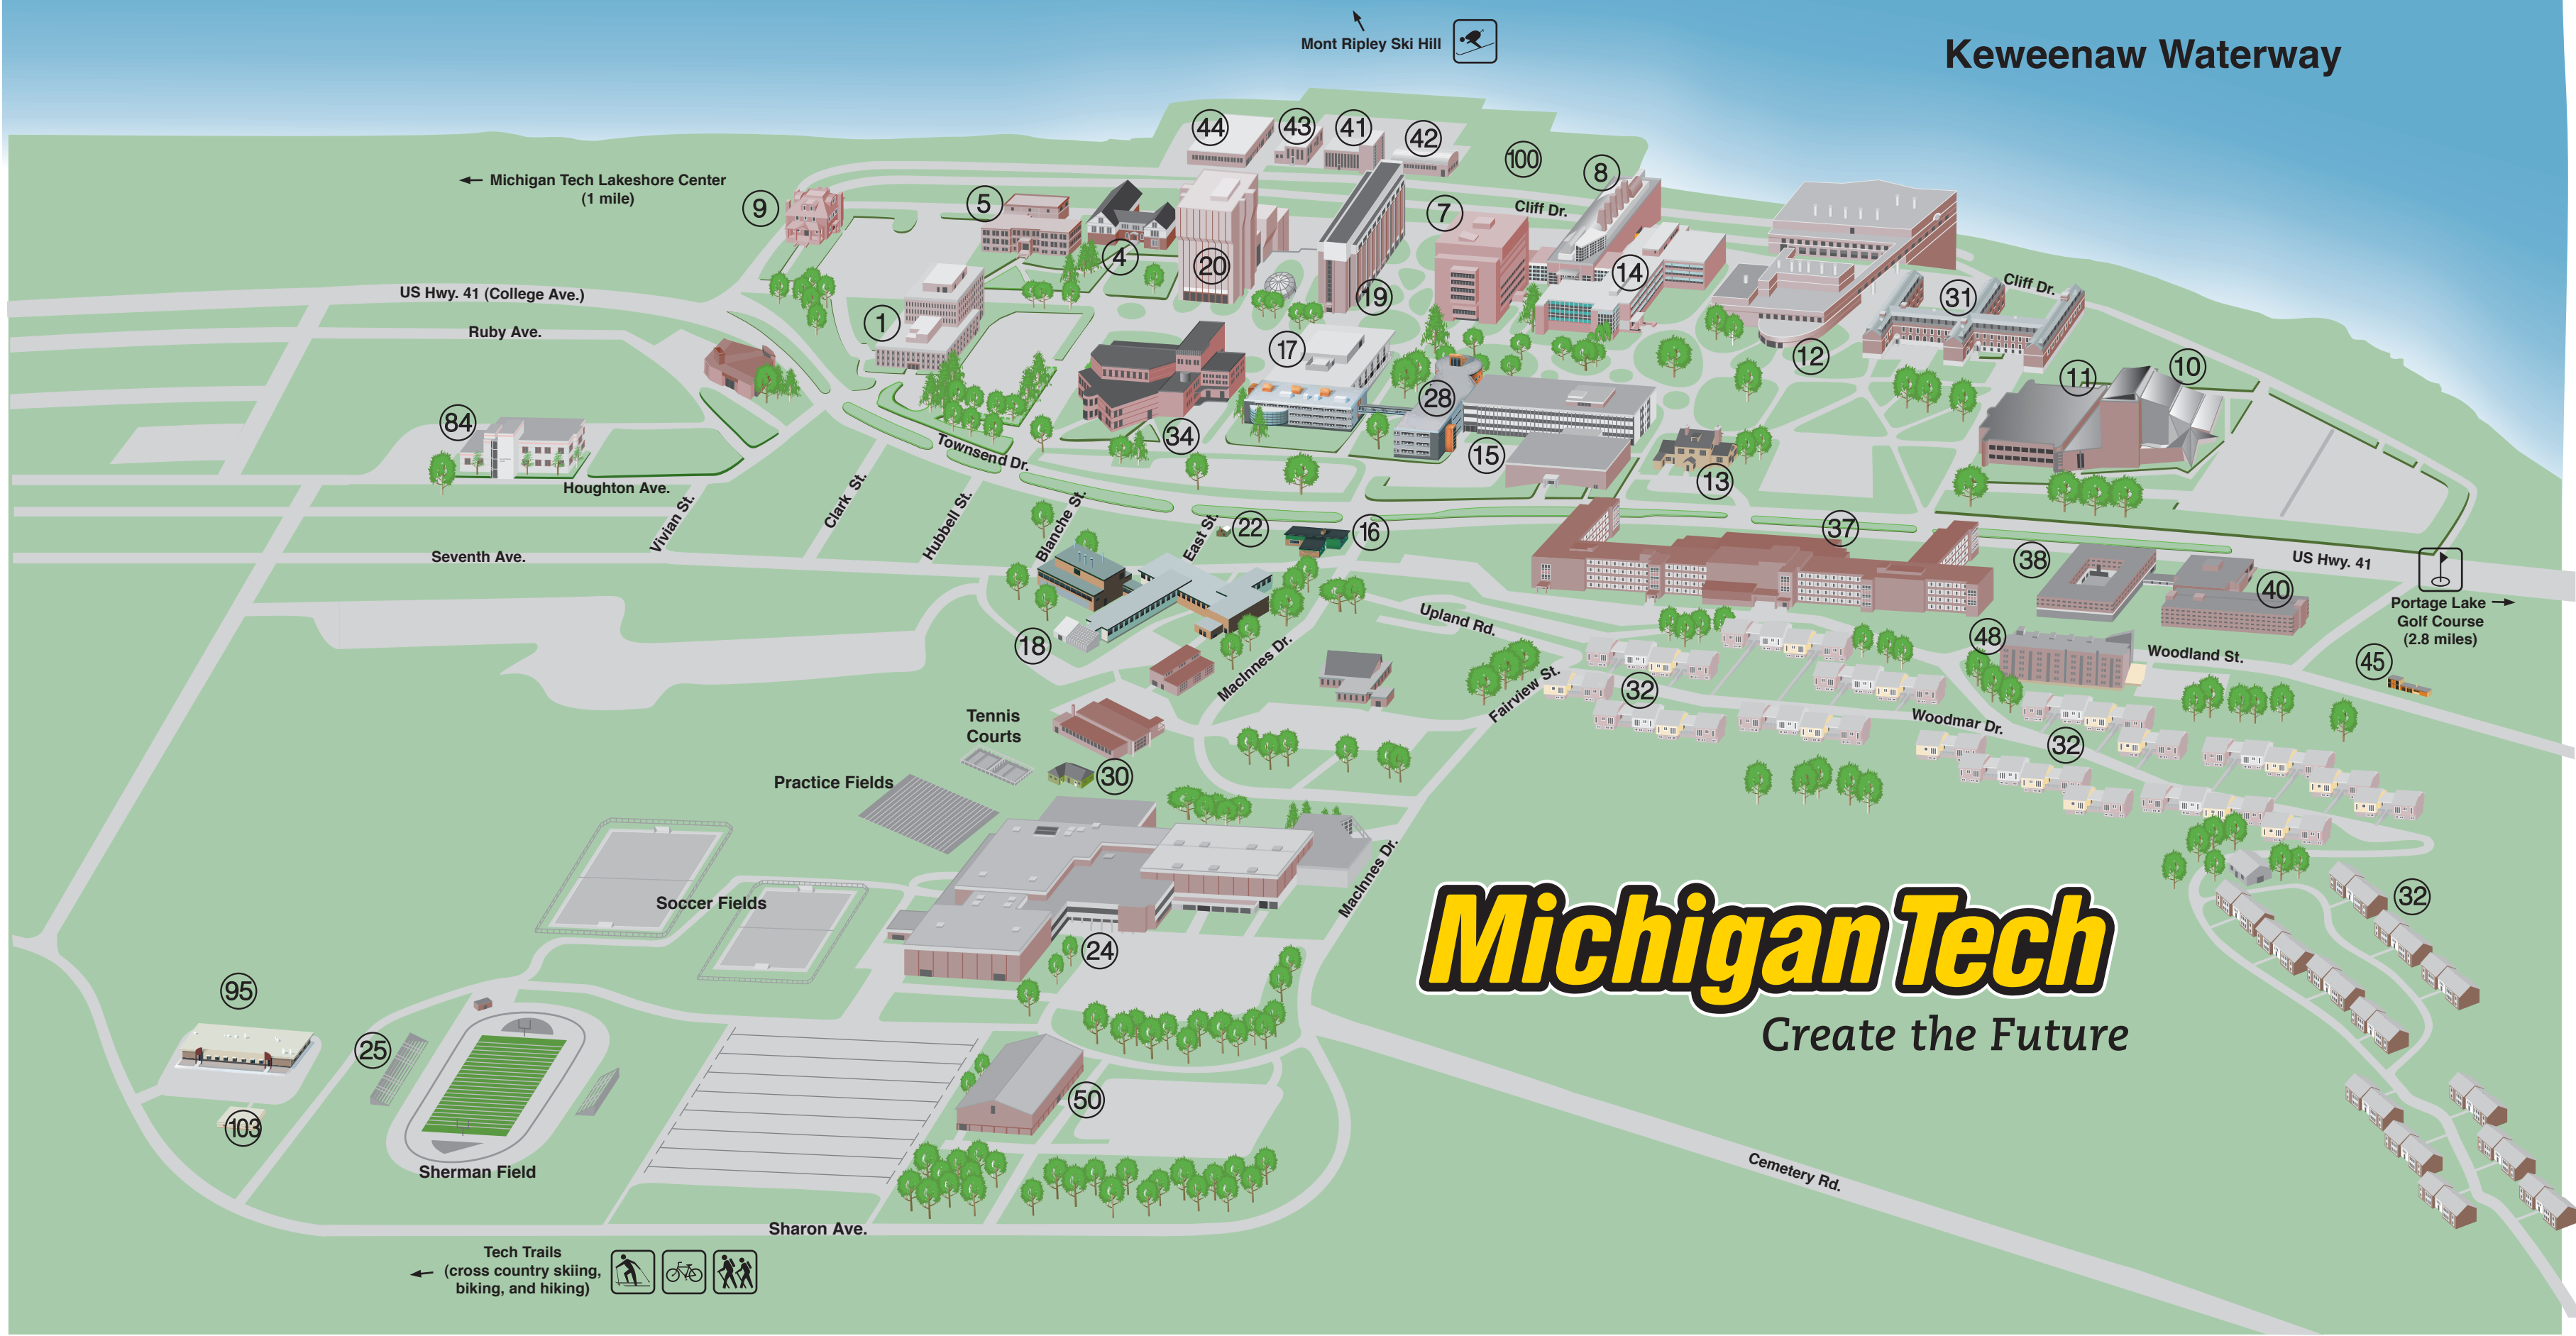 Mont Ripley Ski Hill
Keweenaw Waterway
44
43
41
42
100
8
Michigan Tech Lakeshore Center
(1 mile)
9
5
7
Cliff Dr.
4
20
19
14
Cliff Dr.
31
US Hwy. 41 (College Ave.)
1
Ruby Ave.
17
12
11
10
28
84
34
Townsend Dr.
15
13
Houghton Ave.
Vivian St.
Clark St.
Hubbell St.
Blanche St.
East St.
22
16
37
38
US Hwy. 41
Seventh Ave.
40
Portage Lake
Golf Course
(2.8 miles)
18
Upland Rd.
MacInnes Dr.
48
Woodland St.
45
32
Fairview St.
Woodmar Dr.
32
Tennis
Courts
30
Practice Fields
MacInnes Dr.
32
Soccer Fields
24
Michigan Tech
Create the Future
95
25
103
50
Sherman Field
Cemetery Rd.
Sharon Ave.
Tech Trails
(cross country skiing,
biking, and hiking)